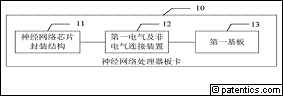 10
11
12
13
神经网络芯片
封装结构
第一电气及非
电气连接装置
第一基板
神经网络处理器板卡
© patentics.com